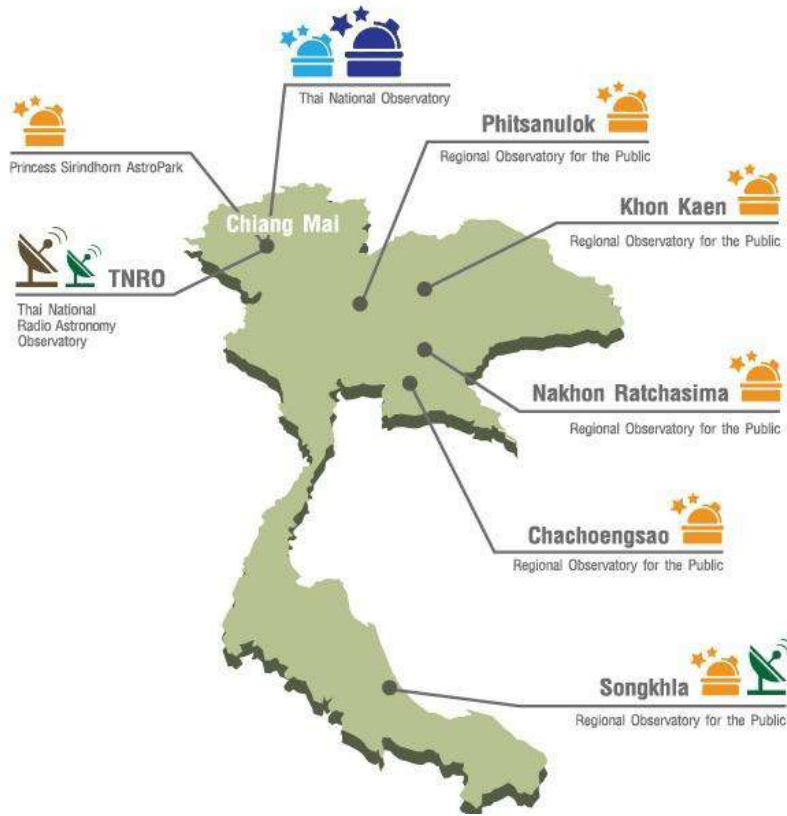 Thai National Observatory
Phitsanulok
Regional Observatory for the Public
Princess Sirindhorn AstroPark
Khon Kaen
Regional Observatory for the Public
Chiang Mai
TNRO
Thai National
Radio Astronomy
Observatory
Nakhon Ratchasima
Regional Observatory for the Public
Chachoengsao
Regional Observatory for the Public
Songkhla
Regional Observatory for the Public